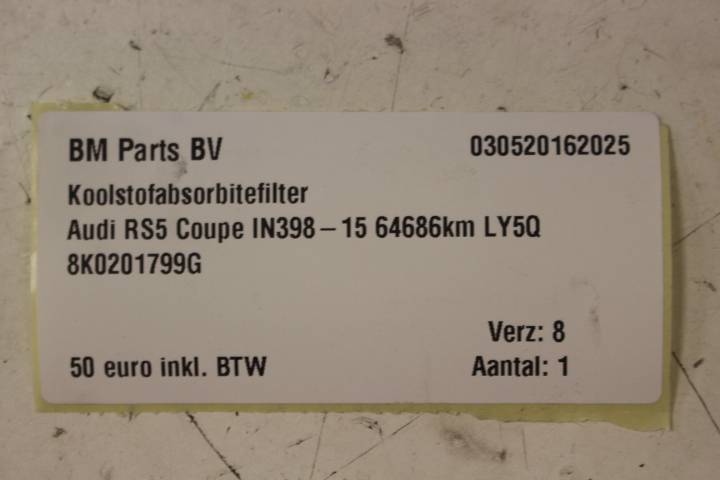 BM Parts BV 030520162025
Koolstofabsorbitefilter
Audi RS5 Coupe IN398-15 64686km LY5Q
8K0201799G
Verz: 8
50 euro inkl. BTW Aantal: 1